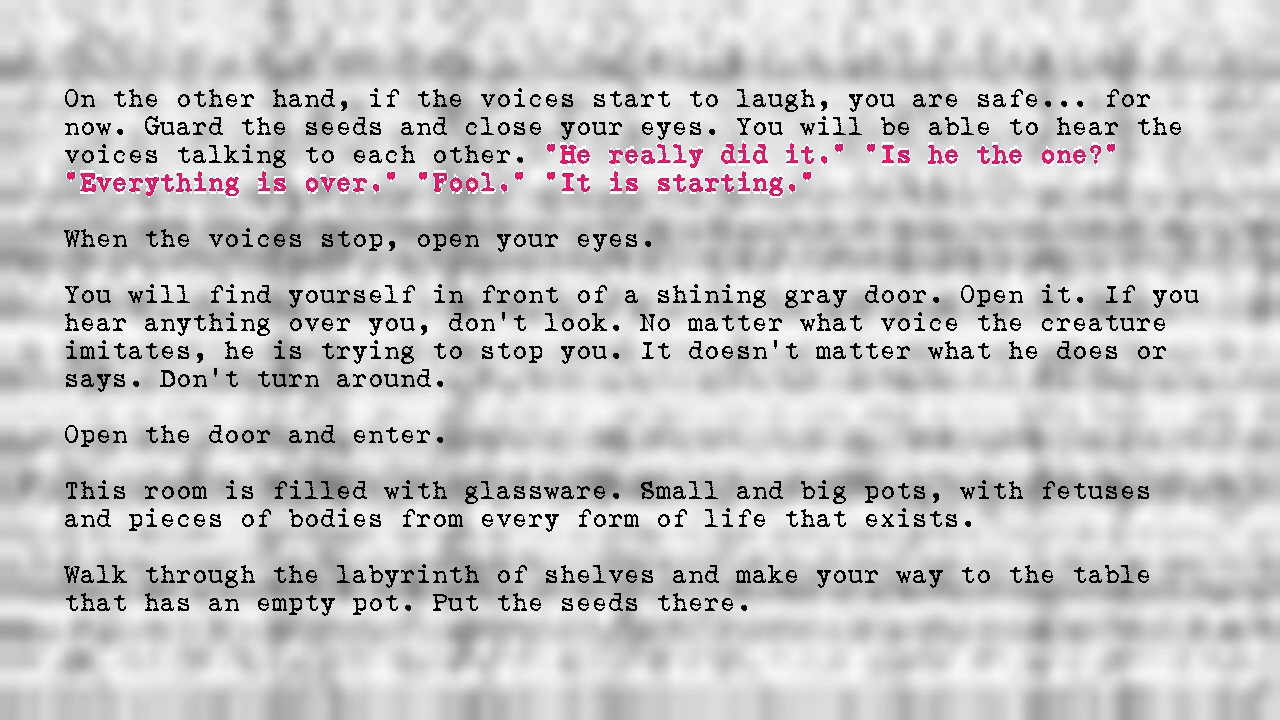 On the other hand, if the voices start to laugh, you are safe... for
now. Guard the seeds and close your eyes. You will be able to hear the
voices talking to each other. "He really did it." "Is he the one?"
"Everything is over." "Fool." "It is starting."
When the voices stop, open your eyes.
You will find yourself in front of a shining gray door. Open it. If you
hear anything over you, don't look. No matter what voice the creature
imitates, he is trying to stop you. It doesn't matter what he does or
says. Don't turn around.
Open the door and enter.
This room is filled with glassware. Small and big pots, with fetuses
and pieces of bodies from every form of life that exists.
Walk through the labyrinth of shelves and make your way to the table
that has an empty pot. Put the seeds there.